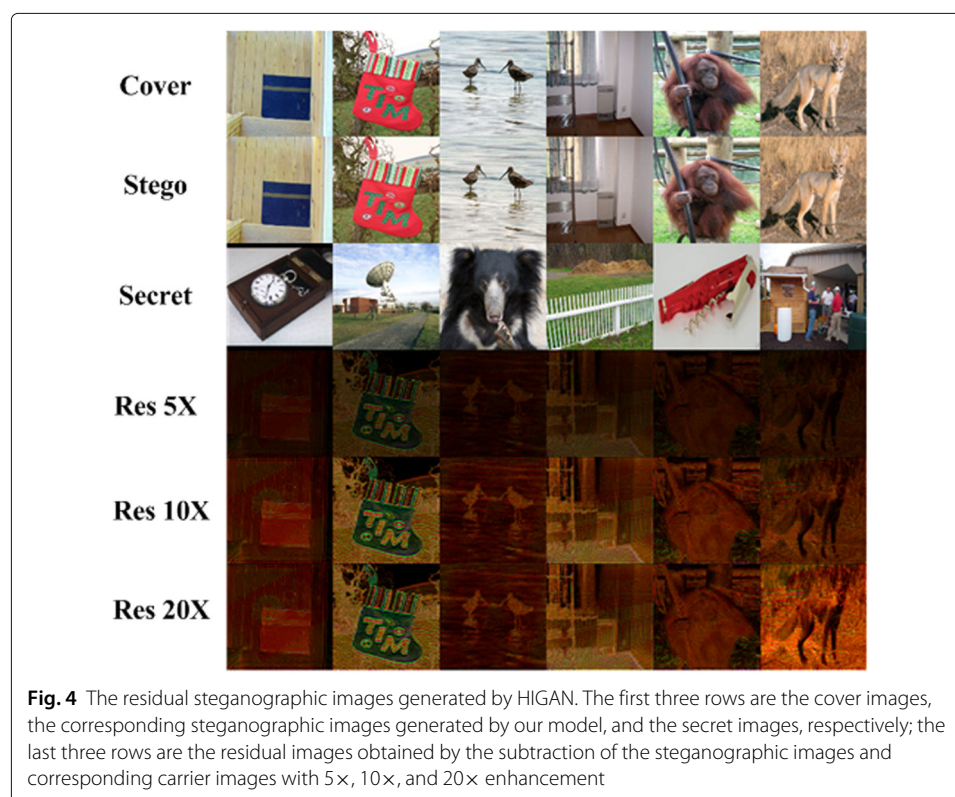 Cover
Stego
Secret
Res 5X
Res 10X
Res 20X
TIM
TIM
TIM
TIM
TIM
Fig. 4 The residual steganographic images generated by HIGAN. The first three rows are the cover images,
the corresponding steganographic images generated by our model, and the secret images, respectively; the
last three rows are the residual images obtained by the subtraction of the steganographic images and
corresponding carrier images with 5×, 10×, and 20× enhancement